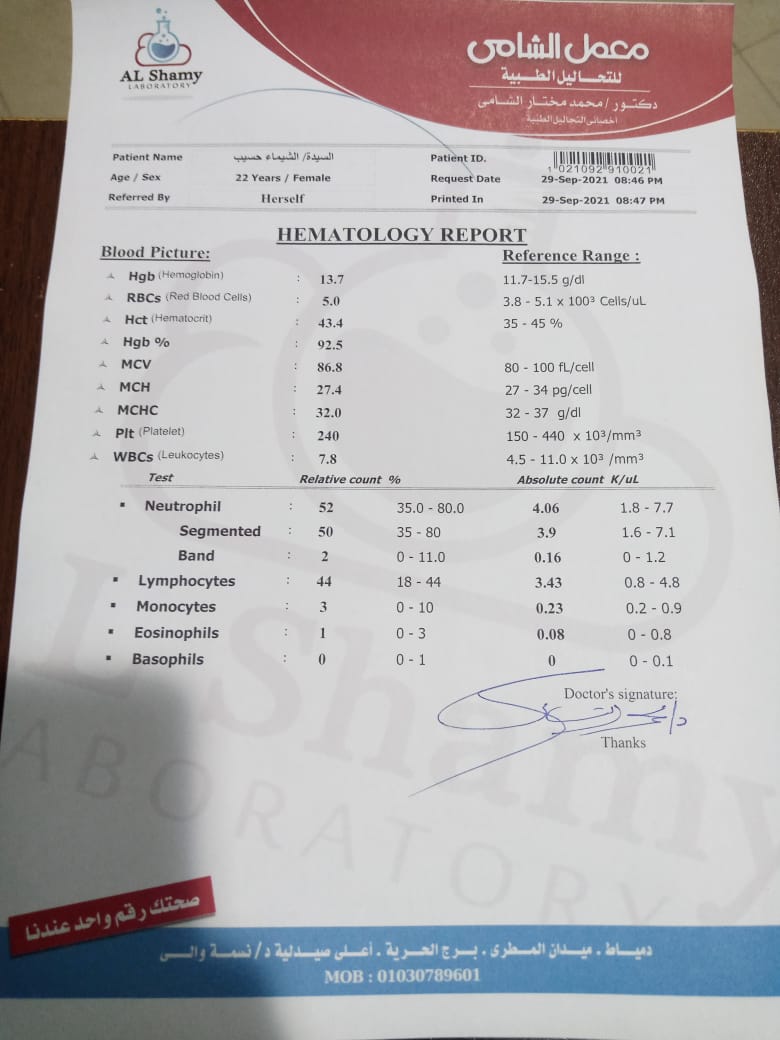 AL Shamy
LABORATORY
معمل الشامى
للتحاليل الطبية
دكتور/محمد مختار الشامى
أخصائى التحاليل الطبية
Patient Name السيدة/ الشيماء حسيب Patient ID. 1 021092 910021
Age / Sex 22 Years / Female Request Date 29-Sep-2021 08:46 PM
Referred By Herself Printed In 29-Sep-2021 08:47 PM
HEMATOLOGY REPORT
Blood Picture: Reference Range :
Hgb (Hemoglobin) : 13.7 11.7-15.5 g/dl
RBCs (Red Blood Cells) : 5.0 3.8 - 5.1 x 100³ Cells/uL
Hct (Hematocrit) : 43.4 35 - 45 %
Hgb % : 92.5
MCV : 86.8 80 - 100 fL/cell
MCH : 27.4 27 - 34 pg/cell
MCHC : 32.0 32 - 37 g/dl
Plt (Platelet) : 240 150 - 440 x 10³/mm³
WBCs (Leukocytes) : 7.8 4.5 - 11.0 x 10³ /mm³
Test Relative count % Absolute count K/uL
▪ Neutrophil : 52 35.0 - 80.0 4.06 1.8 - 7.7
Segmented : 50 35 - 80 3.9 1.6 - 7.1
Band : 2 0 - 11.0 0.16 0 - 1.2
▪ Lymphocytes : 44 18 - 44 3.43 0.8 - 4.8
▪ Monocytes : 3 0 - 10 0.23 0.2 - 0.9
▪ Eosinophils : 1 0 - 3 0.08 0 - 0.8
▪ Basophils : 0 0 - 1 0 0 - 0.1
Doctor's signature:
Thanks
L Shamy
ABORATORY
صحتك رقم واحد عندنا
دمياط . ميدان المطرى . برج الحرية . أعلى صيدلية د/ نسمة والى
MOB : 01030789601